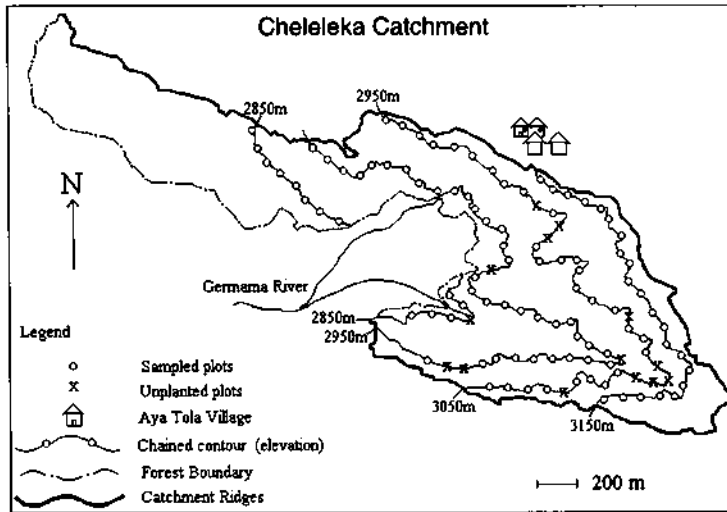 Cheleleka Catchment
2950m
2850m
N
Germama River
2850m
2950m
Legend
Sampled plots
Unplanted plots
Aya Tola Village
3050m
3150m
Chained contour (elevation)
Forest Boundary
Catchment Ridges
200 m